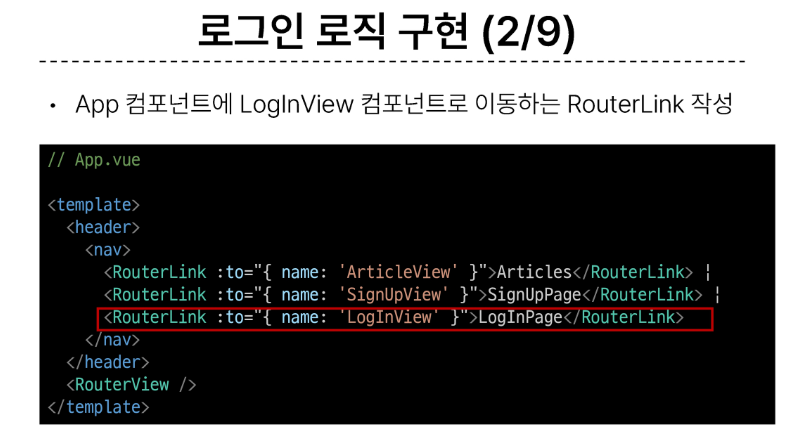 로그인 로직 구현 (2/9)
• App 컴포넌트에 LogInView 컴포넌트로 이동하는 RouterLink 작성
// App.vue
<template>
  <header>
    <nav>
      <RouterLink :to="{ name: 'ArticleView' }">Articles</RouterLink> ¦
      <RouterLink :to="{ name: 'SignUpView' }">SignUpPage</RouterLink> ¦
      <RouterLink :to="{ name: 'LogInView' }">LogInPage</RouterLink>
    </nav>
  </header>
  <RouterView />
</template>